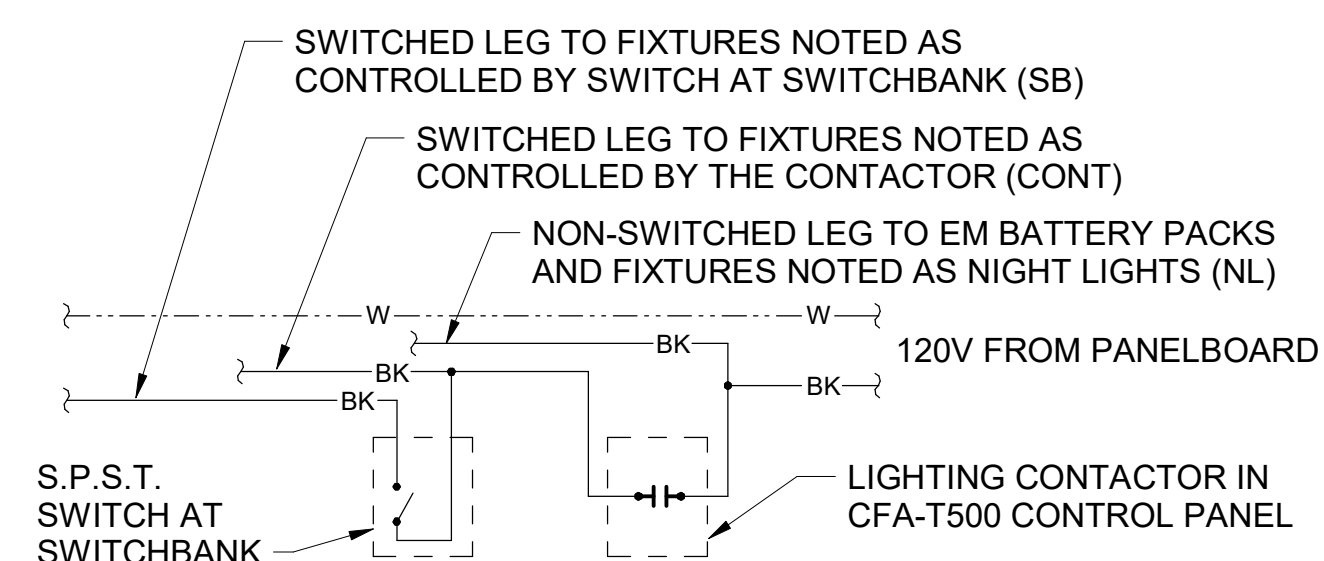 SWITCHED LEG TO FIXTURES NOTED AS
CONTROLLED BY SWITCH AT SWITCHBANK (SB)
SWITCHED LEG TO FIXTURES NOTED AS
CONTROLLED BY THE CONTACTOR (CONT)
NON-SWITCHED LEG TO EM BATTERY PACKS
AND FIXTURES NOTED AS NIGHT LIGHTS (NL)
W W
BK
120V FROM PANELBOARD
BK BK
BK
S.P.S.T.
SWITCH AT
SWITCHBANK
LIGHTING CONTACTOR IN
CFA-T500 CONTROL PANEL